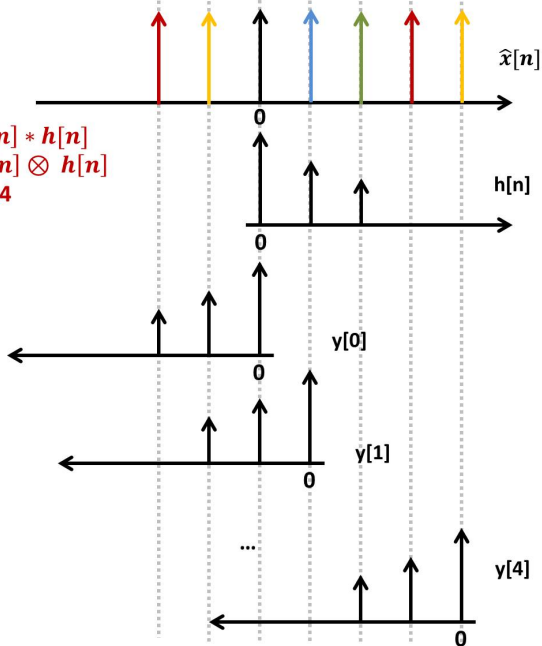 x̂[n]
0
n] ∗ h[n]
n] ⊗ h[n]
4
h[n]
0
y[0]
0
y[1]
0
...
y[4]
0